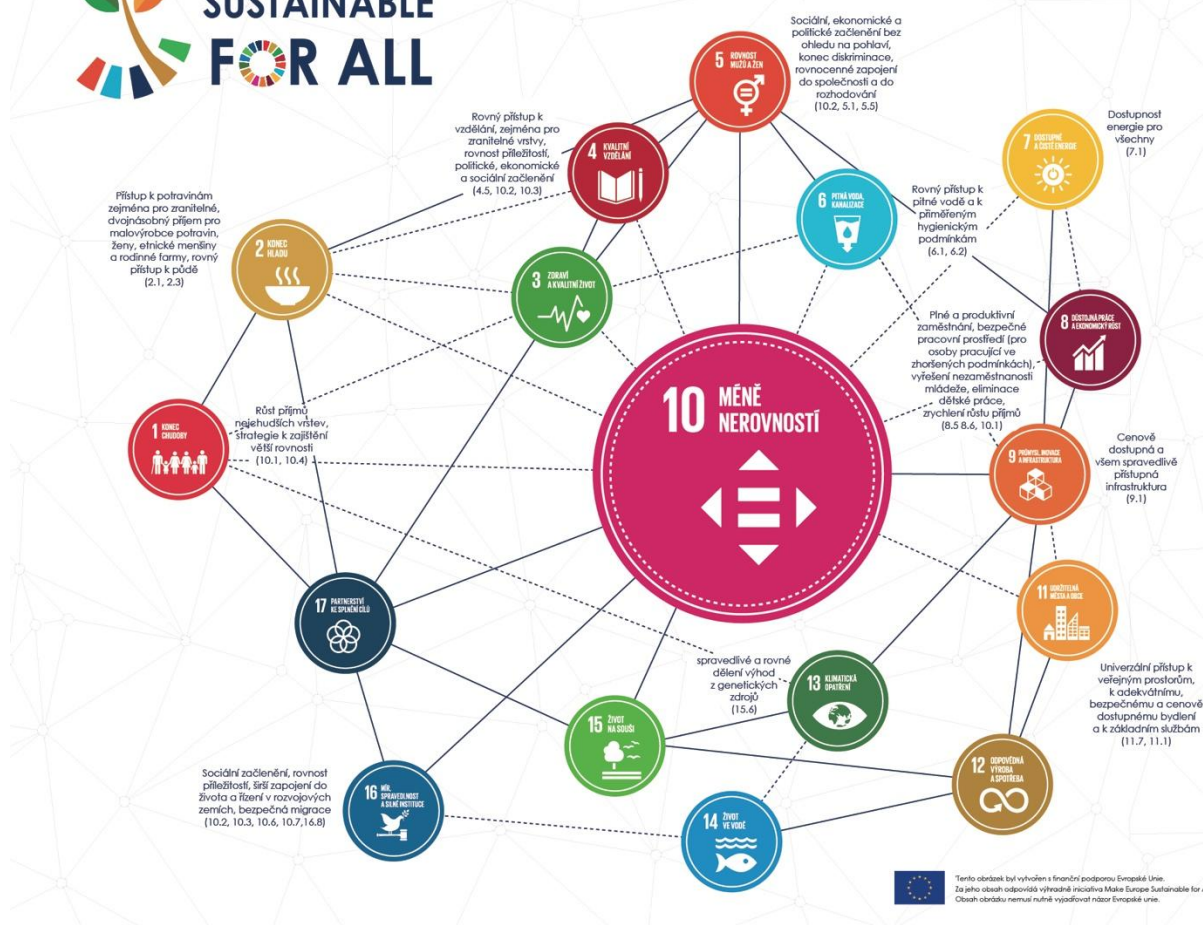 SUSTAINABLE
FOR ALL
Sociální, ekonomické a
politické začlenění bez
ohledu na pohlaví,
konec diskriminace,
rovnocenné zapojení
do společnosti a do
rozhodování
(10.2, 5.1, 5.5)
5 ROVNOST
MUŽŮ A ŽEN
Rovný přístup k
vzdělání, zejména pro
zranitelné vrstvy,
rovnost příležitostí,
politické, ekonomické
a sociální začlenění
(4.5, 10.2, 10.3)
4 KVALITNÍ
VZDĚLÁNÍ
7 DOSTUPNÉ
A ČISTÉ ENERGIE
Dostupnost
energie pro
všechny
(7.1)
Přístup k potravinám
zejména pro zranitelné,
dvojnásobný příjem pro
malovýrobce potravin,
ženy, etnické menšiny
a rodinné farmy, rovný
přístup k půdě
(2.1, 2.3)
2 KONEC
HLADU
6 PITNÁ VODA,
KANALIZACE
Rovný přístup k
pitné vodě a k
přiměřeným
hygienickým
podmínkám
(6.1, 6.2)
3 ZDRAVÍ
A KVALITNÍ ŽIVOT
Plné a produktivní
zaměstnání, bezpečné
pracovní prostředí (pro
osoby pracující ve
zhoršených podmínkách),
vyřešení nezaměstnanosti
mládeže, eliminace
dětské práce,
zrychlení růstu příjmů
(8.5 8.6, 10.1)
8 DŮSTOJNÁ PRÁCE
A EKONOMICKÝ RŮST
10 MÉNĚ
NEROVNOSTÍ
1 KONEC
CHUDOBY
Růst příjmů
nejchudších vrstev,
strategie k zajištění
větší rovnosti
(10.1, 10.4)
9 PRŮMYSL, INOVACE
A INFRASTRUKTURA
Cenově
dostupná a
všem spravedlivě
přístupná
infrastruktura
(9.1)
17 PARTNERSTVÍ
KE SPLNĚNÍ CÍLŮ
11 UDRŽITELNÁ
MĚSTA A OBCE
Univerzální přístup k
veřejným prostorům,
k adekvátnímu,
bezpečnému a cenově
dostupnému bydlení
a k základním službám
(11.7, 11.1)
spravedlivé a rovné
dělení výhod
z genetických
zdrojů
(15.6)
13 KLIMATICKÁ
OPATŘENÍ
15 ŽIVOT
NA SOUŠI
12 ODPOVĚDNÁ
VÝROBA
A SPOTŘEBA
Sociální začlenění, rovnost
příležitostí, širší zapojení do
života a řízení v rozvojových
zemích, bezpečná migrace
(10.2, 10.3, 10.6, 10.7,16.8)
16 MÍR,
SPRAVEDLNOST
A SILNÉ INSTITUCE
14 ŽIVOT
VE VODĚ
Tento obrázek byl vytvořen s finanční podporou Evropské Unie.
Za jeho obsah odpovídá výhradně iniciativa Make Europe Sustainable for
Obsah obrázku nemusí nutně vyjadřovat názor Evropské unie.